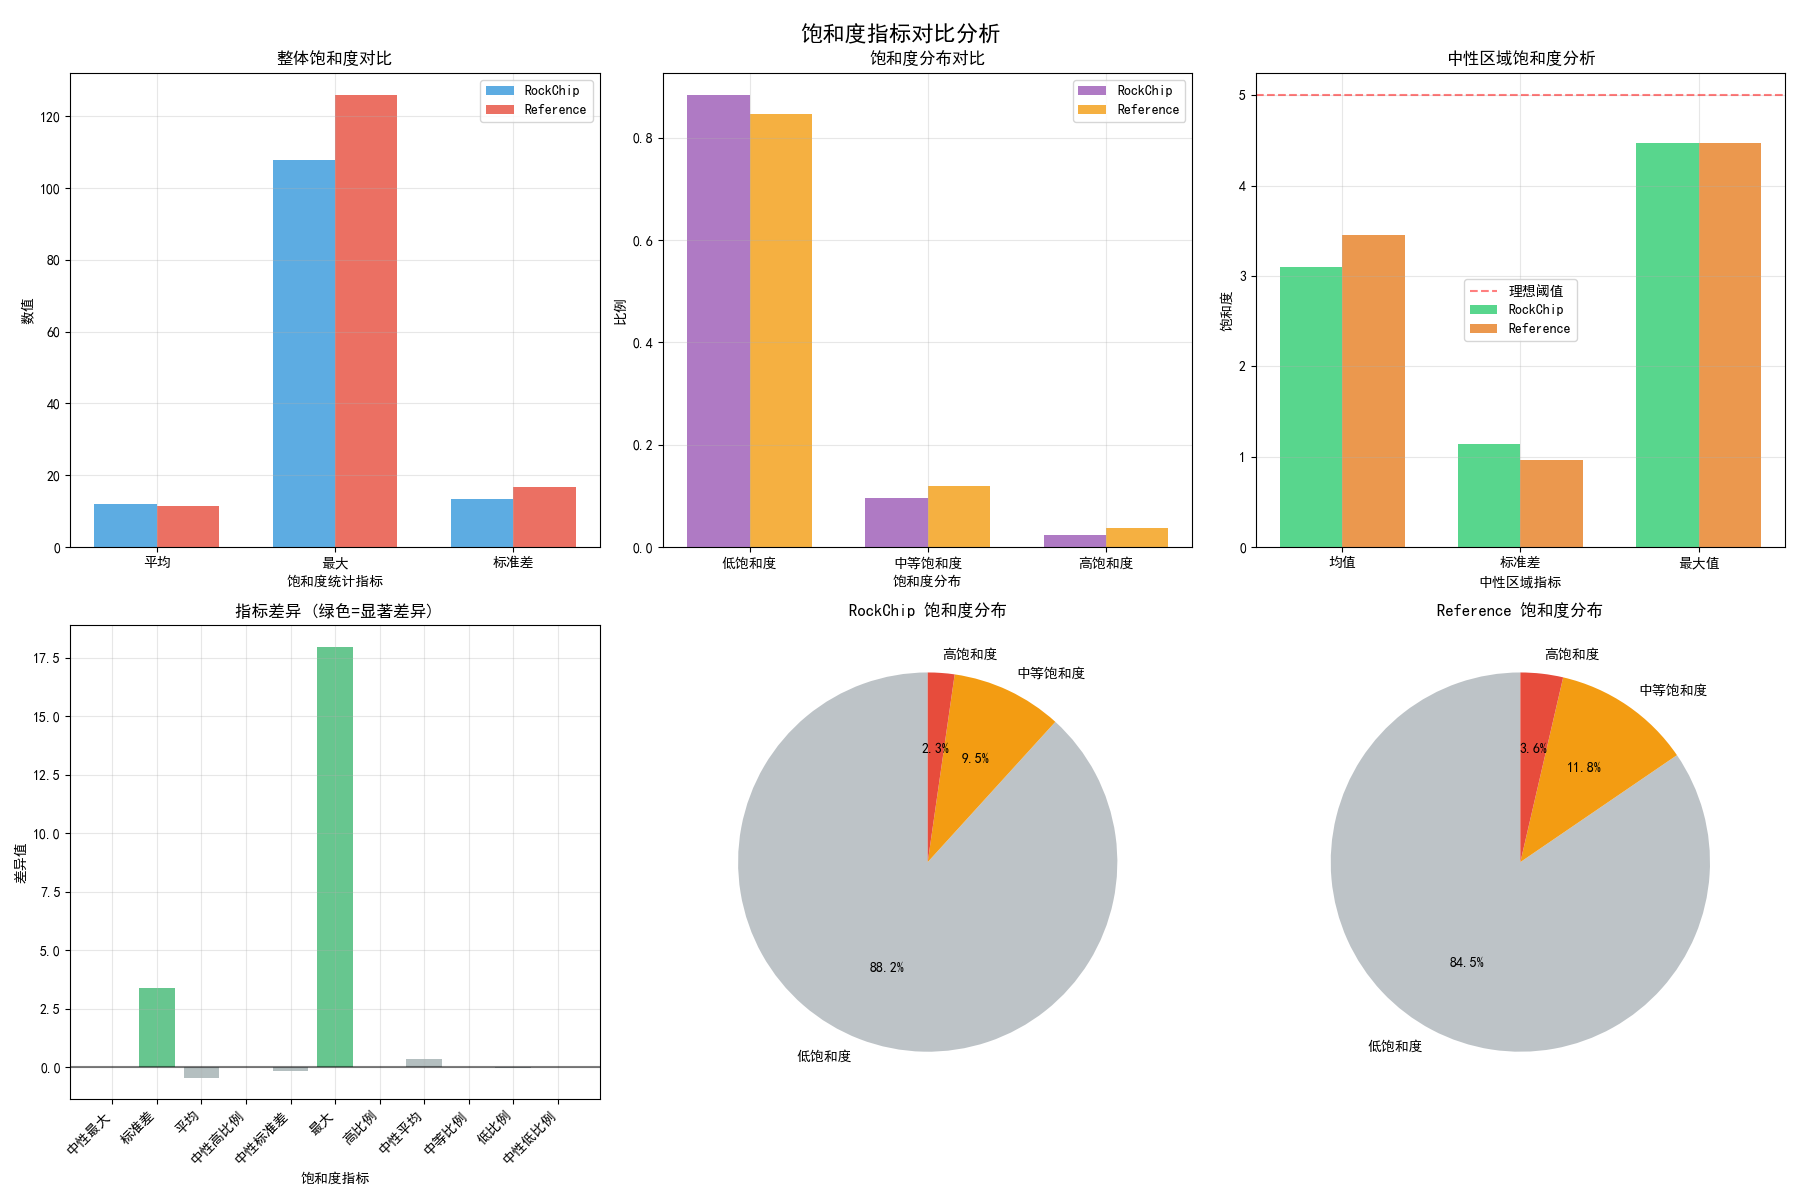 饱和度指标对比分析
整体饱和度对比
120
100
80
60
40
20
0
数值
RockChip
Reference
平均
最大
标准差
饱和度统计指标
饱和度分布对比
0.8
0.6
0.4
0.2
0.0
比例
RockChip
Reference
低饱和度
中等饱和度
高饱和度
饱和度分布
中性区域饱和度分析
5
4
3
2
1
0
饱和度
理想阈值
RockChip
Reference
均值
标准差
最大值
中性区域指标
指标差异 (绿色=显著差异)
17.5
15.0
12.5
10.0
7.5
5.0
2.5
0.0
差异值
中性最大
标准差
平均
中性高比例
中性标准差
最大
高比例
中性平均
中等比例
低比例
中性低比例
饱和度指标
RockChip 饱和度分布
高饱和度
中等饱和度
2.3%
9.5%
88.2%
低饱和度
Reference 饱和度分布
高饱和度
中等饱和度
3.6%
11.8%
84.5%
低饱和度